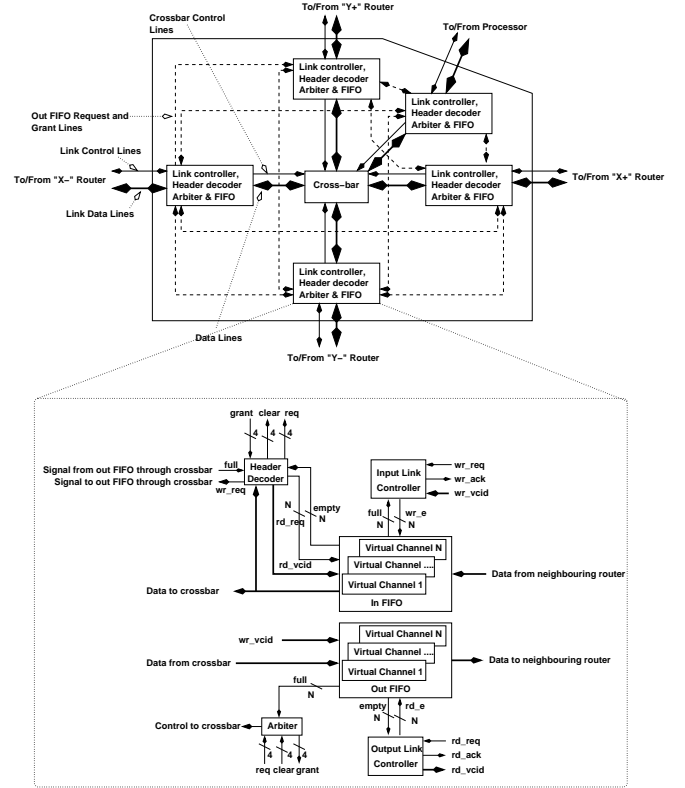 Crossbar Control
Lines
To/From "Y+" Router
To/From Processor
Link controller,
Header decoder
Arbiter & FIFO
Link controller,
Header decoder
Arbiter & FIFO
Out FIFO Request and
Grant Lines
Link Control Lines
To/From "X−" Router
Link Data Lines
Link controller,
Header decoder
Arbiter & FIFO
Cross−bar
Link controller,
Header decoder
Arbiter & FIFO
To/From "X+" Router
Link controller,
Header decoder
Arbiter & FIFO
Data Lines
To/From "Y−" Router
grant clear req
4 4 4
Signal from out FIFO through crossbar
full
Signal to out FIFO through crossbar
wr_req
Header
Decoder
N
rd_req
empty
N
rd_vcid
Input Link
Controller
wr_req
wr_ack
wr_vcid
full
N
wr_e
N
Virtual Channel N
Virtual Channel ....
Virtual Channel 1
In FIFO
Data from neighbouring router
Data to crossbar
wr_vcid
Data from crossbar
Virtual Channel N
Virtual Channel ....
Virtual Channel 1
Out FIFO
Data to neighbouring router
full
N
Control to crossbar
Arbiter
4 4 4
req clear grant
empty
N
rd_e
N
Output Link
Controller
rd_req
rd_ack
rd_vcid